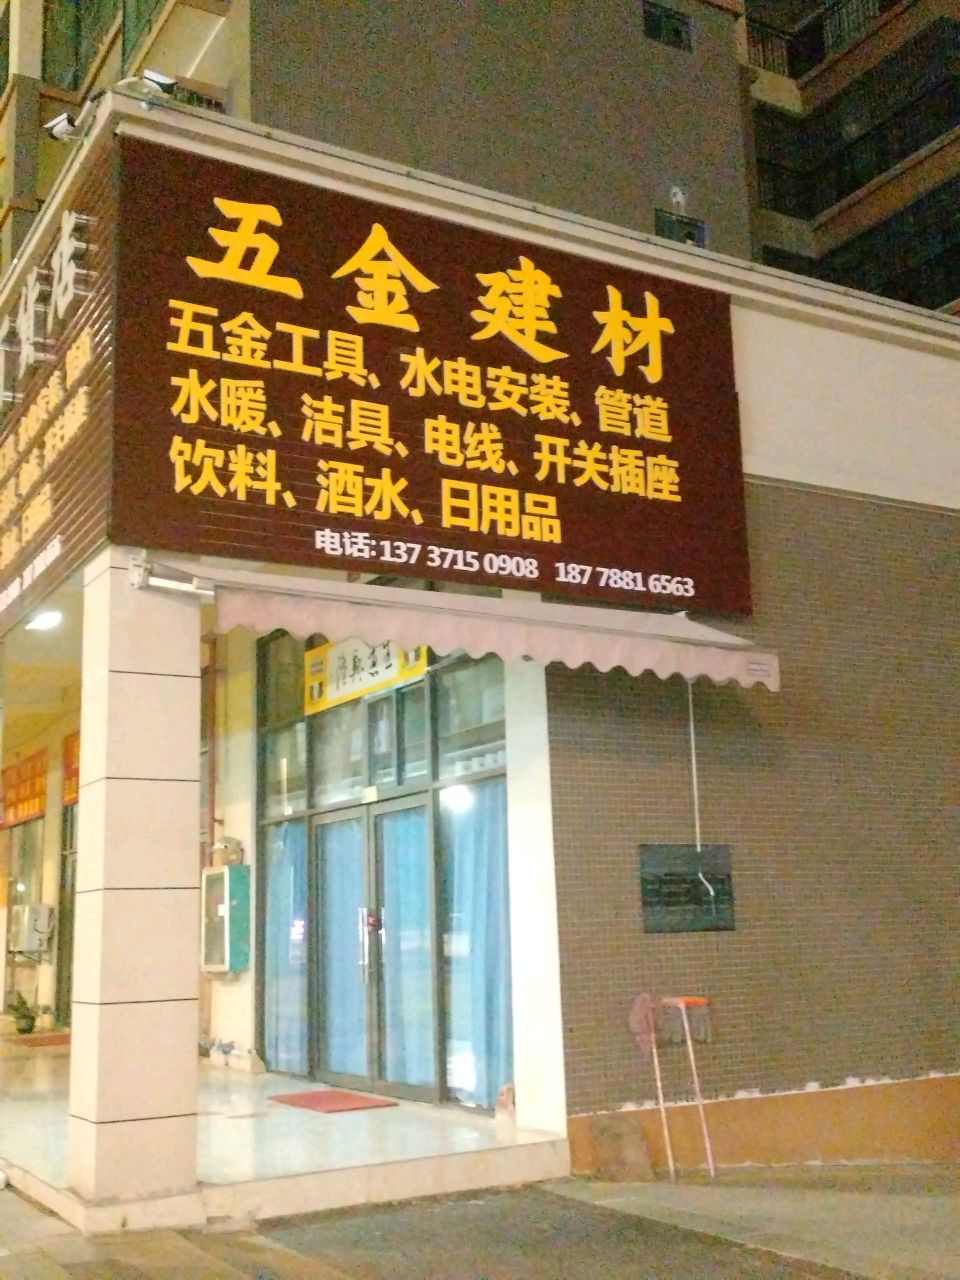 五金建材
五金工具、水电安装、管道
水暖、洁具、电线、开关插座
饮料、酒水、日用品
电话:137 3715 0908 187 7881 6563